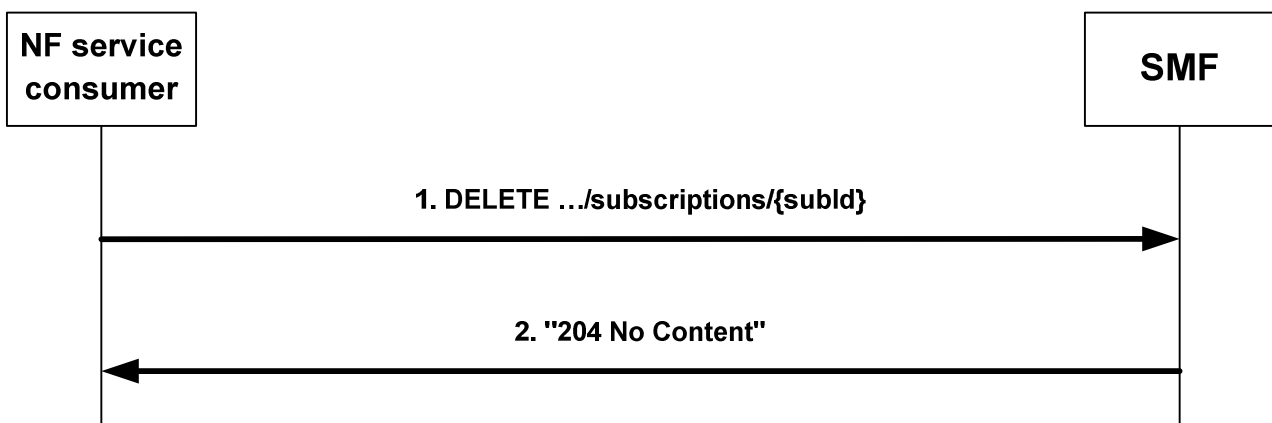 NF service
consumer
SMF
1. DELETE …/subscriptions/{subId}
2. "204 No Content"